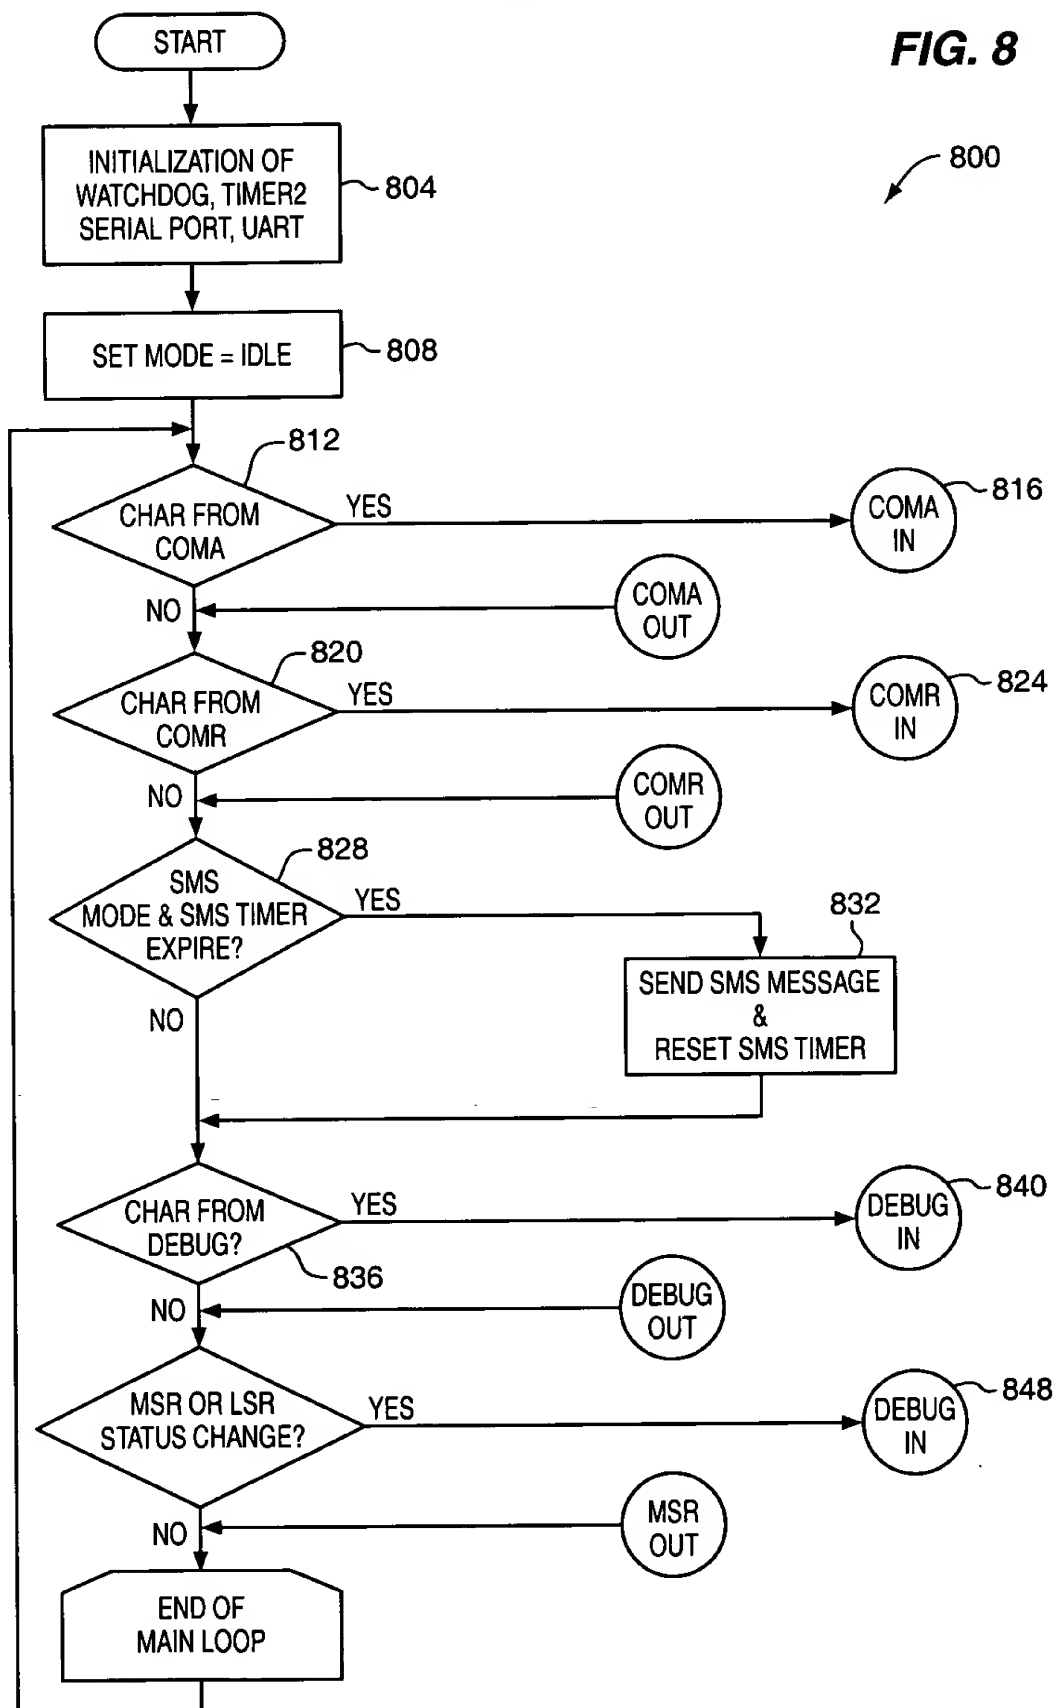 START
FIG. 8
800
INITIALIZATION OF
WATCHDOG, TIMER2
SERIAL PORT, UART
804
SET MODE = IDLE
808
812
CHAR FROM
COMA
YES
COMA
IN
816
NO
COMA
OUT
820
CHAR FROM
COMR
YES
COMR
IN
824
NO
COMR
OUT
828
SMS
MODE & SMS TIMER
EXPIRE?
YES
832
SEND SMS MESSAGE
&
RESET SMS TIMER
NO
CHAR FROM
DEBUG?
YES
836
DEBUG
IN
840
NO
DEBUG
OUT
MSR OR LSR
STATUS CHANGE?
YES
DEBUG
IN
848
NO
MSR
OUT
END OF
MAIN LOOP